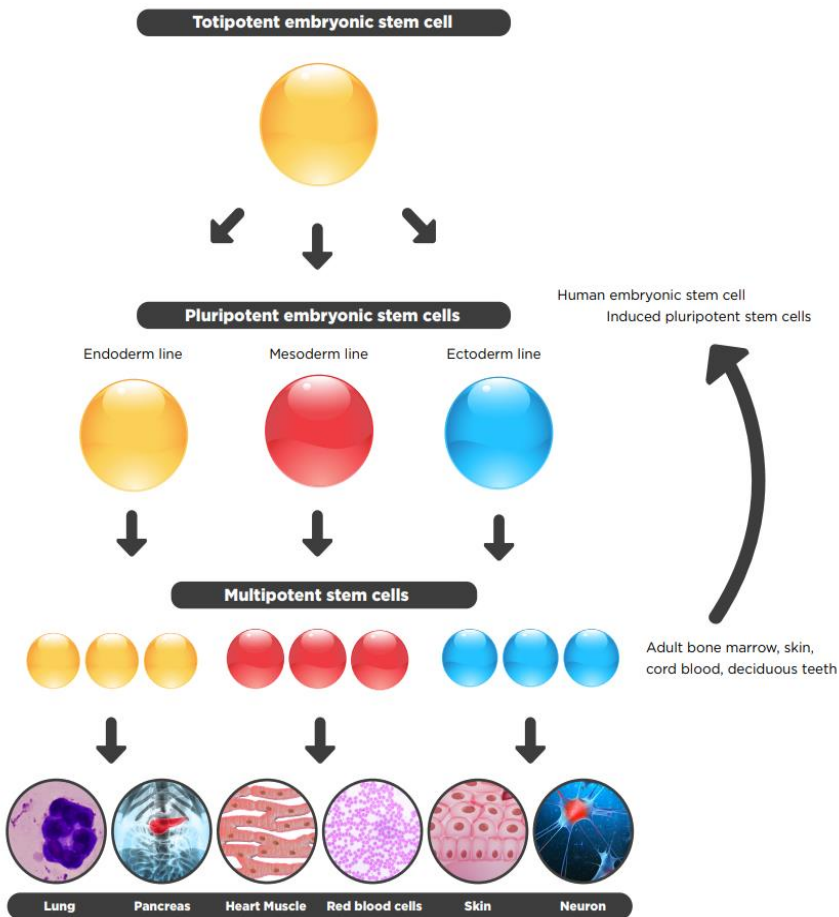 Totipotent embryonic stem cell
Human embryonic stem cell
Induced pluripotent stem cells
Pluripotent embryonic stem cells
Endoderm line
Mesoderm line
Ectoderm line
Multipotent stem cells
Adult bone marrow, skin,
cord blood, deciduous teeth
Lung
Pancreas
Heart Muscle
Red blood cells
Skin
Neuron